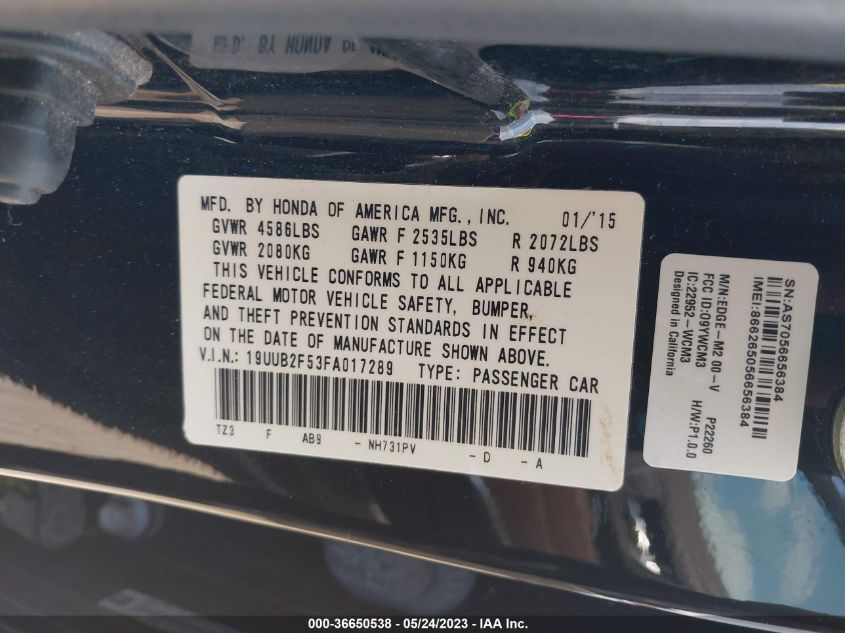 MFD. BY HONDA OF AMERICA MFG., INC. 01/'15
GVWR 4586LBS GAWR F 2535LBS R 2072LBS
GVWR 2080KG GAWR F 1150KG R 940KG
THIS VEHICLE CONFORMS TO ALL APPLICABLE
FEDERAL MOTOR VEHICLE SAFETY, BUMPER,
AND THEFT PREVENTION STANDARDS IN EFFECT
ON THE DATE OF MANUFACTURE SHOWN ABOVE.
V.I.N.: 19UUB2F53FA017289 TYPE: PASSENGER CAR
TZ3 F AB9 - NH731PV - D - A
SN:AS7056656384
IMEI:866265056656384
M/N:EDGE-M2 00-V P22260
FCC ID:O9YWCM3 H/W:P1.0.0
IC:22952-WCM3
Designed in California
000-36650538 - 05/24/2023 - IAA Inc.